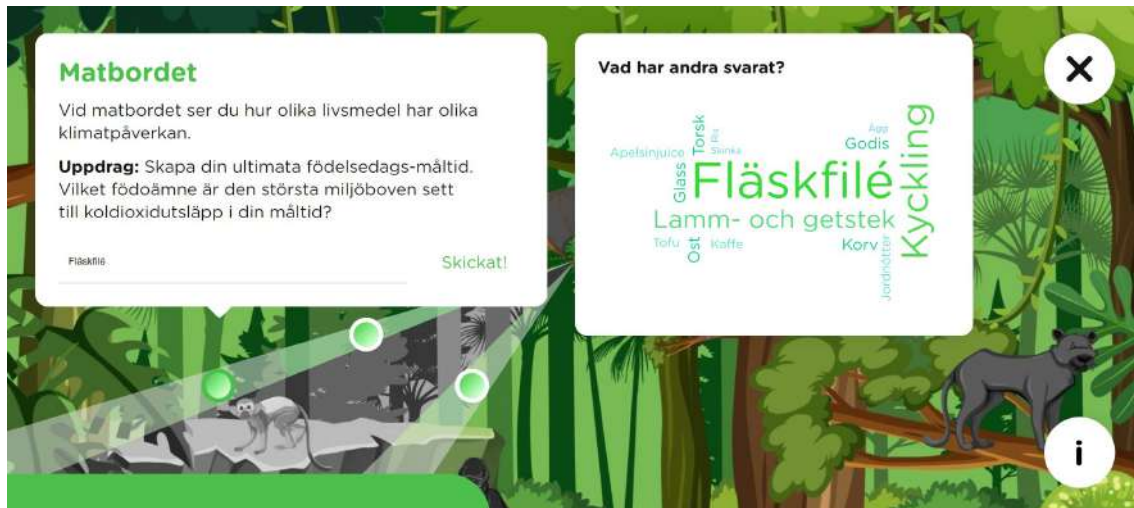 Matbordet
Vid matbordet ser du hur olika livsmedel har olika
klimatpåverkan.
Uppdrag: Skapa din ultimata födelsedags-måltid.
Vilket födoämne är den största miljöboven sett
till koldioxidutsläpp i din måltid?
Fläskfilé
Skickat!
Vad har andra svarat?
Apelsinjuice
Torsk
Ris
Skinka
Ägg
Godis
Glass
Fläskfilé
Kyckling
Lamm- och getstek
Tofu
Ost
Kaffe
Korv
Jordnötter
i